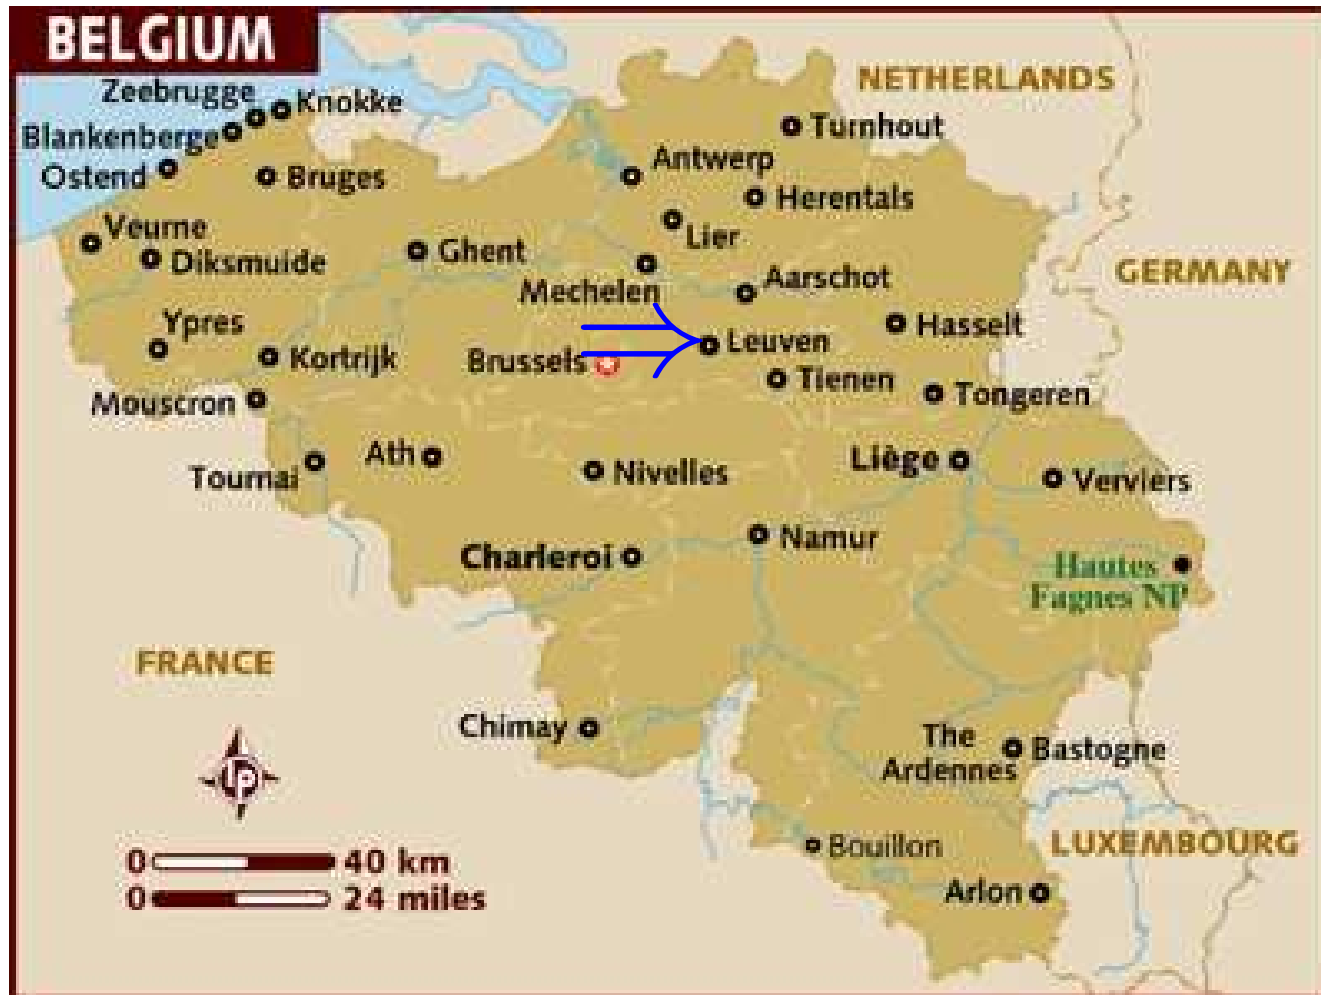 BELGIUM
NETHERLANDS
Zeebrugge
Knokke
Blankenberge
Turnhout
Ostend
Bruges
Antwerp
Herentals
Veurne
Lier
Diksmuide
Ghent
GERMANY
Mechelen
Aarschot
Ypres
Hasselt
Kortrijk
Brussels
Leuven
Tienen
Tongeren
Mouscron
Ath
Liège
Tournai
Nivelles
Verviers
Charleroi
Namur
Hautes
Fagnes NP
FRANCE
Chimay
The
Ardennes
Bastogne
LP
Bouillon
LUXEMBOURG
0 40 km
0 24 miles
Arlon